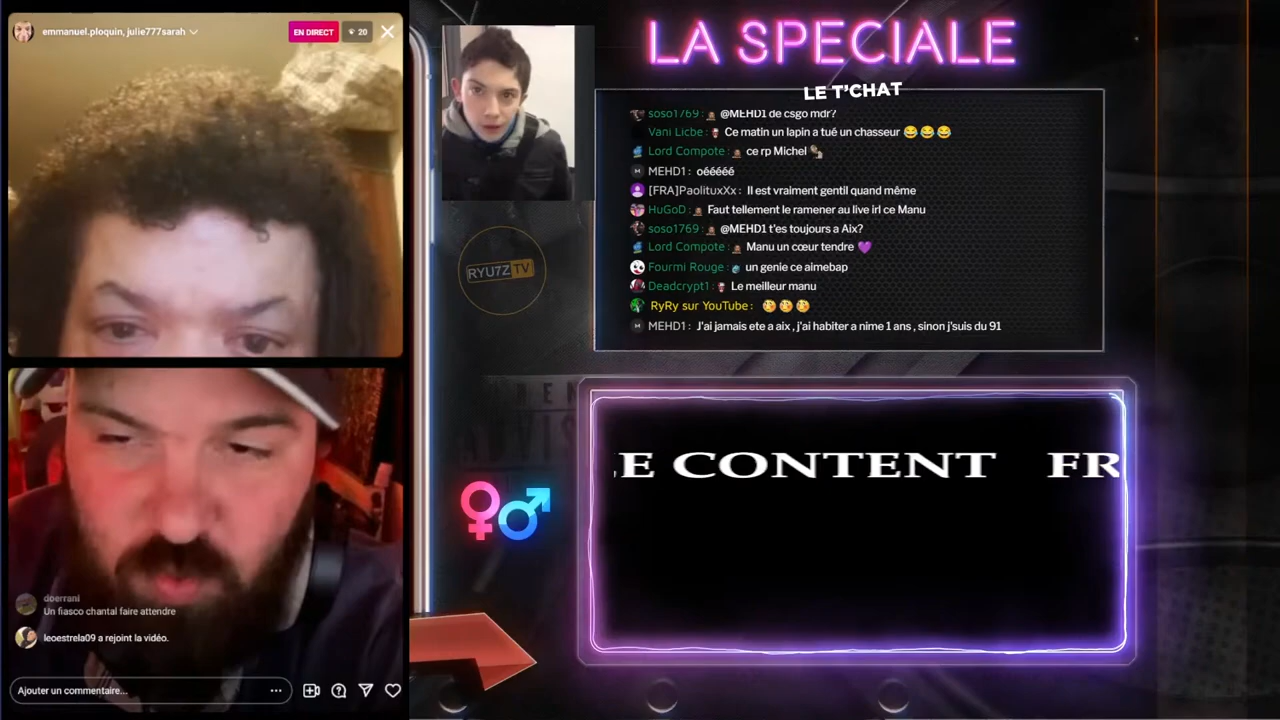 emmanuel.ploquin, julie777sarah
EN DIRECT
20
LA SPECIALE
LE T'CHAT
soso1769 : @MEHD1 de csgo mdr?
Vani Licbe : Ce matin un lapin a tué un chasseur 😂😂😂
Lord Compote : ce rp Michel
MEHD1 : oééééé
[FRA]PaolituxXx : Il est vraiment gentil quand même
HuGoD : Faut tellement le ramener au live irl ce Manu
soso1769 : @MEHD1 t'es toujours a Aix?
Lord Compote : Manu un cœur tendre 💜
Fourmi Rouge : un genie ce aimebap
Deadcrypt1 : Le meilleur manu
RyRy sur YouTube :
MEHD1 : J'ai jamais ete a aix , j'ai habiter a nime 1 ans , sinon j'suis du 91
RYU7Z TV
E CONTENT FR
Un fiasco chantal faire attendre
leoestrela09 a rejoint la vidéo.
Ajouter un commentaire...